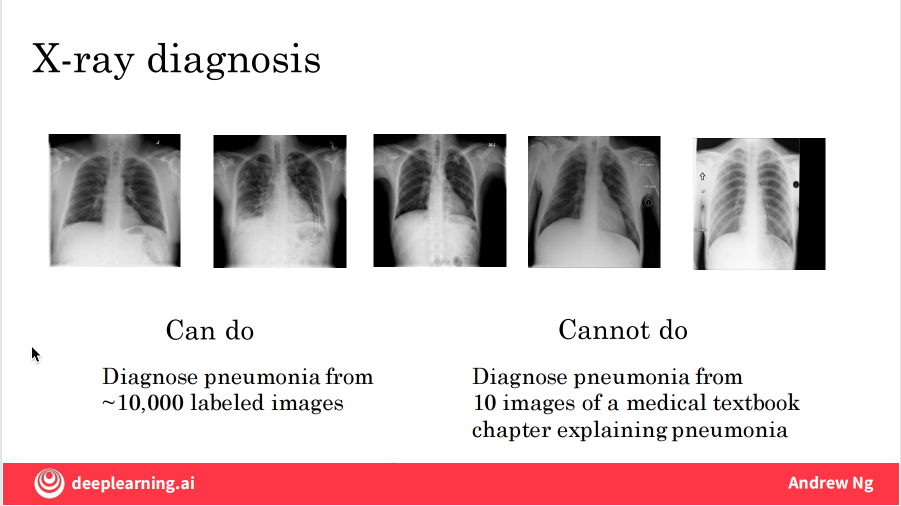 X-ray diagnosis
Can do
Cannot do
Diagnose pneumonia from
~10,000 labeled images
Diagnose pneumonia from
10 images of a medical textbook
chapter explaining pneumonia
deeplearning.ai
Andrew Ng